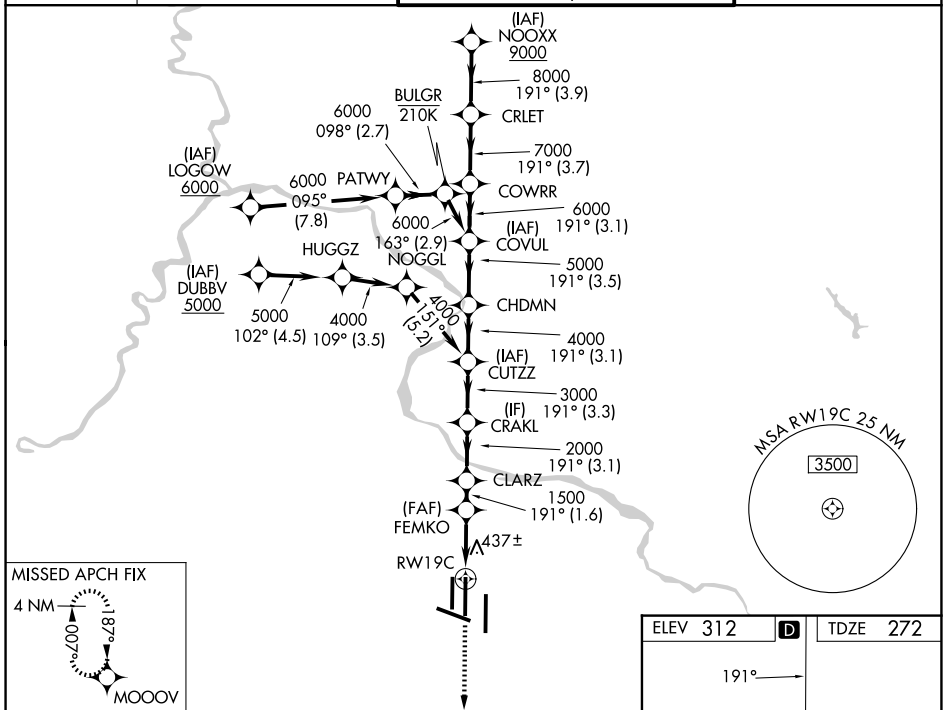 (IAF)
NOOXX
9000
8000
191° (3.9)
CRLET
BULGR
210K
6000
098° (2.7)
7000
191° (3.7)
(IAF)
LOGOW
6000
6000
095°
(7.8)
PATWY
COWRR
6000
191° (3.1)
6000
163° (2.9)
(IAF)
COVUL
HUGGZ
NOGGL
5000
191° (3.5)
(IAF)
DUBBV
5000
5000
102° (4.5)
4000
109° (3.5)
4000
151°
(5.2)
CHDMN
4000
191° (3.1)
(IAF)
CUTZZ
3000
191° (3.3)
(IF)
CRAKL
2000
191° (3.1)
CLARZ
1500
191° (1.6)
(FAF)
FEMKO
437±
RW19C
MSA RW19C 25 NM
3500
MISSED APCH FIX
4 NM
007°
187°
MOOOV
ELEV 312 D TDZE 272
191°